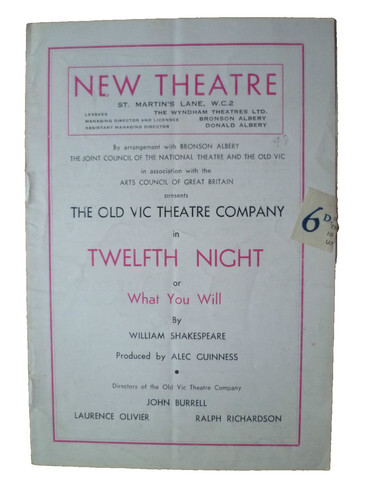 NEW THEATRE
ST. MARTIN'S LANE, W.C.2
LESSEES THE WYNDHAM THEATRES LTD.
MANAGING DIRECTOR AND LICENSEE BRONSON ALBERY
ASSISTANT MANAGING DIRECTOR DONALD ALBERY
By arrangement with BRONSON ALBERY
THE JOINT COUNCIL OF THE NATIONAL THEATRE AND THE OLD VIC
in association with the
ARTS COUNCIL OF GREAT BRITAIN
presents
THE OLD VIC THEATRE COMPANY
6D.
in
TWELFTH NIGHT
or
What You Will
By
WILLIAM SHAKESPEARE
Produced by ALEC GUINNESS
Directors of the Old Vic Theatre Company
JOHN BURRELL
LAURENCE OLIVIER RALPH RICHARDSON